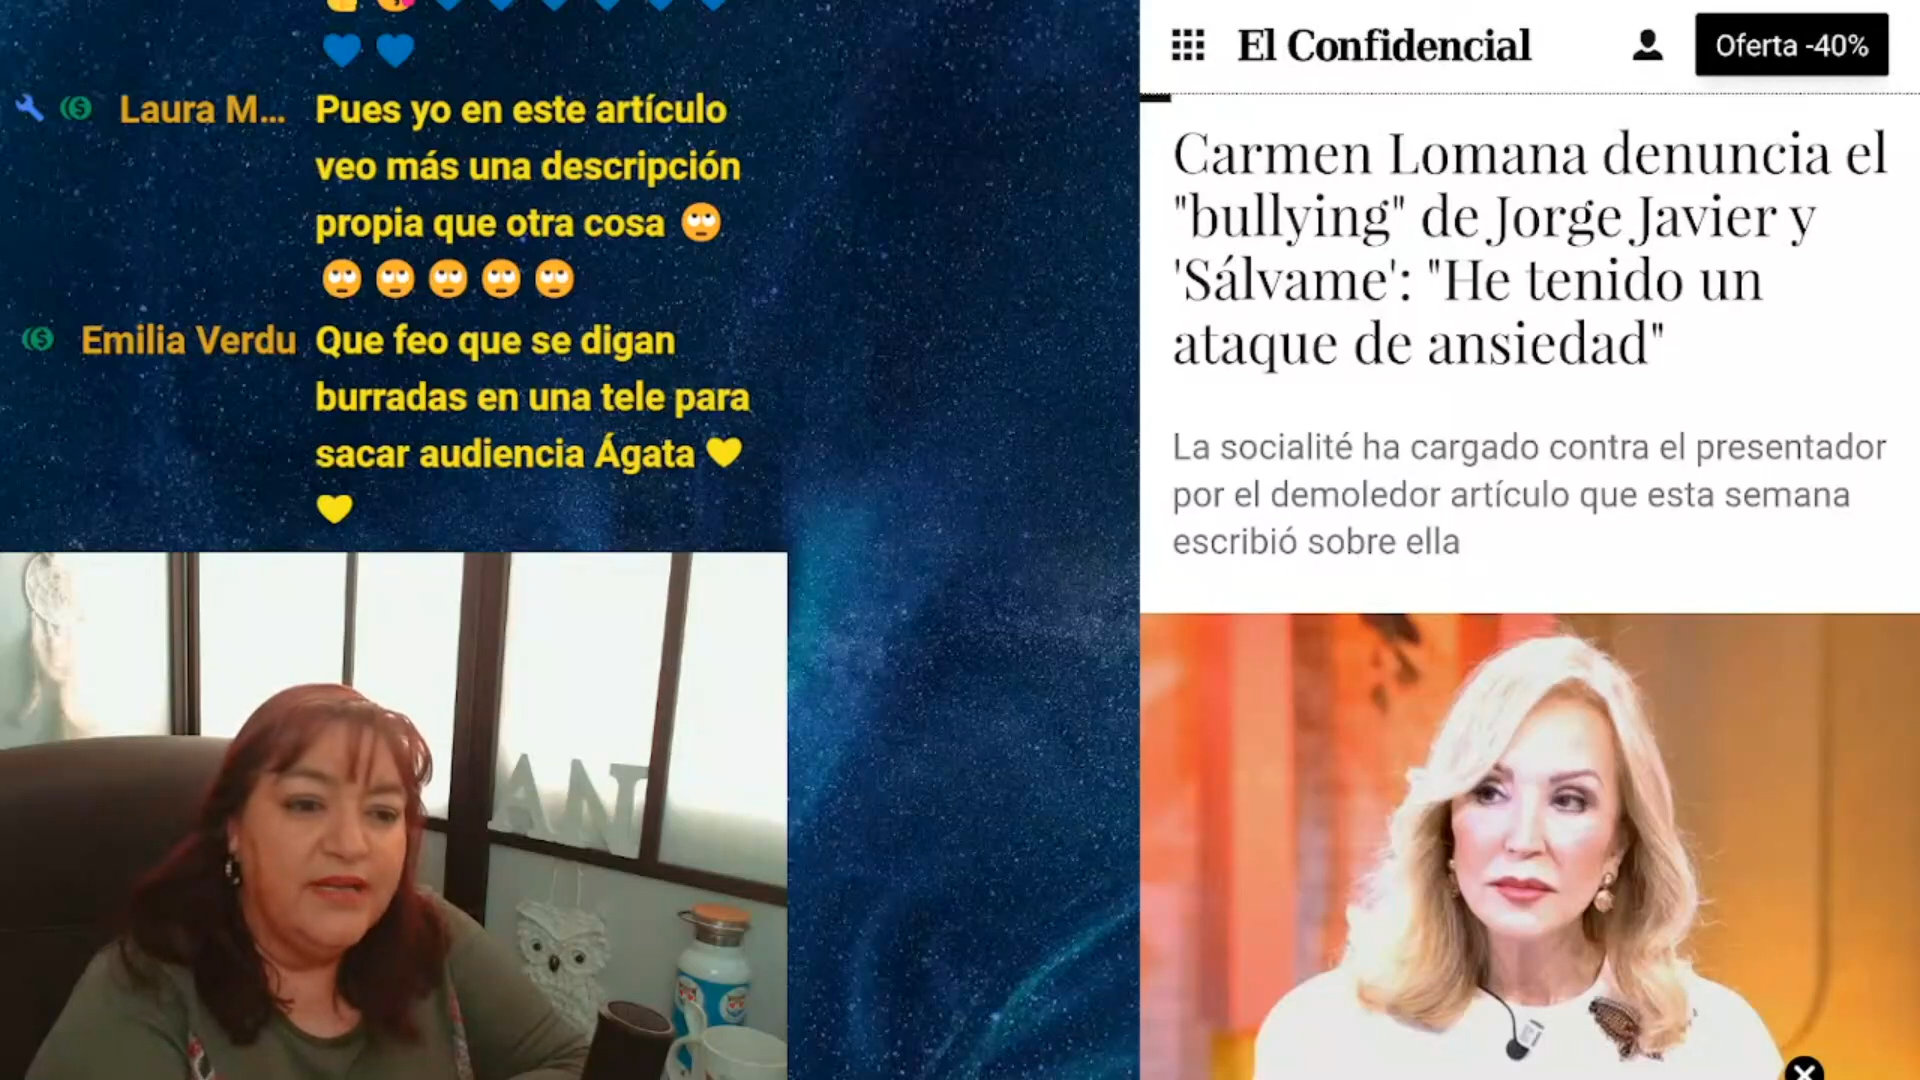 Laura M...
Pues yo en este artículo
veo más una descripción
propia que otra cosa 🙄
🙄 🙄 🙄 🙄 🙄
Emilia Verdu
Que feo que se digan
burradas en una tele para
sacar audiencia Ágata 💛
💛
AN
El Confidencial
Oferta -40%
Carmen Lomana denuncia el
"bullying" de Jorge Javier y
'Sálvame': "He tenido un
ataque de ansiedad"
La socialité ha cargado contra el presentador
por el demoledor artículo que esta semana
escribió sobre ella